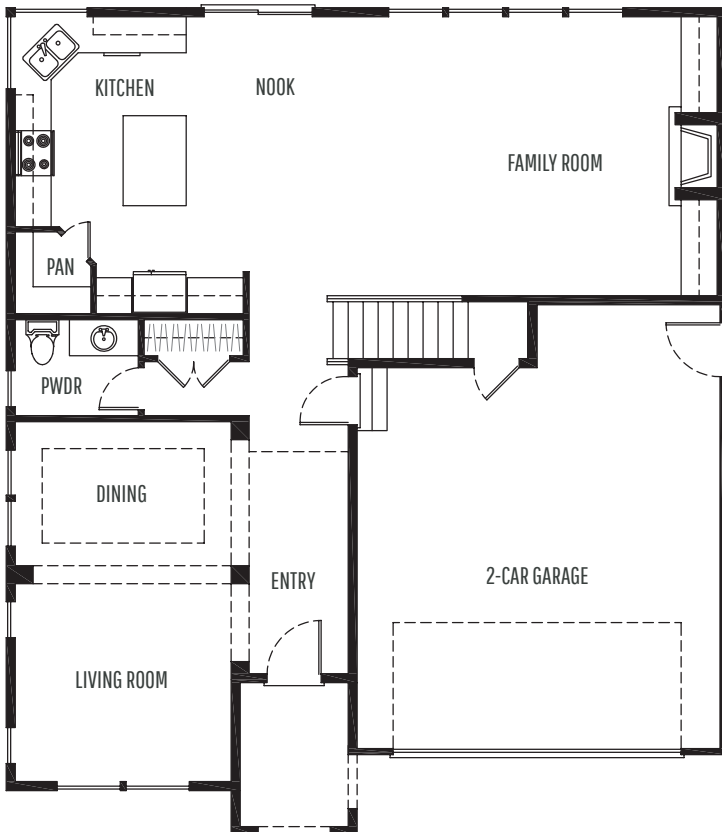 KITCHEN
NOOK
FAMILY ROOM
PAN
PWDR
DINING
ENTRY
2-CAR GARAGE
LIVING ROOM